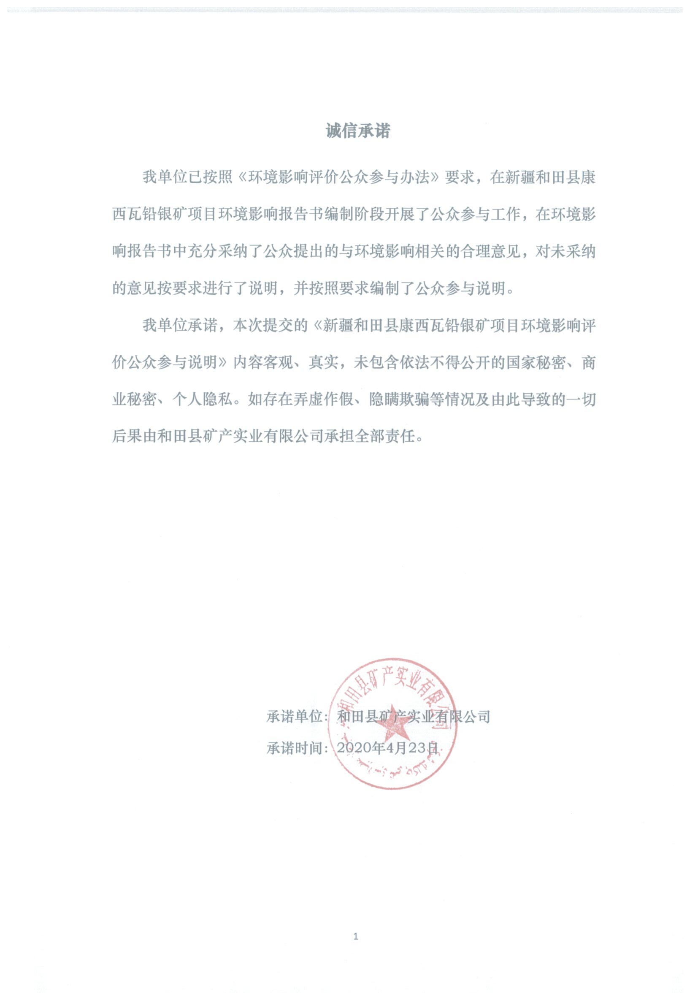 诚信承诺
我单位已按照《环境影响评价公众参与办法》要求，在新疆和田县康
西瓦铅银矿项目环境影响报告书编制阶段开展了公众参与工作，在环境影
响报告书中充分采纳了公众提出的与环境影响相关的合理意见，对未采纳
的意见按要求进行了说明，并按照要求编制了公众参与说明。
我单位承诺，本次提交的《新疆和田县康西瓦铅银矿项目环境影响评
价公众参与说明》内容客观、真实，未包含依法不得公开的国家秘密、商
业秘密、个人隐私。如存在弄虚作假、隐瞒欺骗等情况及由此导致的一切
后果由和田县矿产实业有限公司承担全部责任。
和田县矿产实业有限公司
承诺单位：和田县矿产实业有限公司
承诺时间：2020年4月23日
1